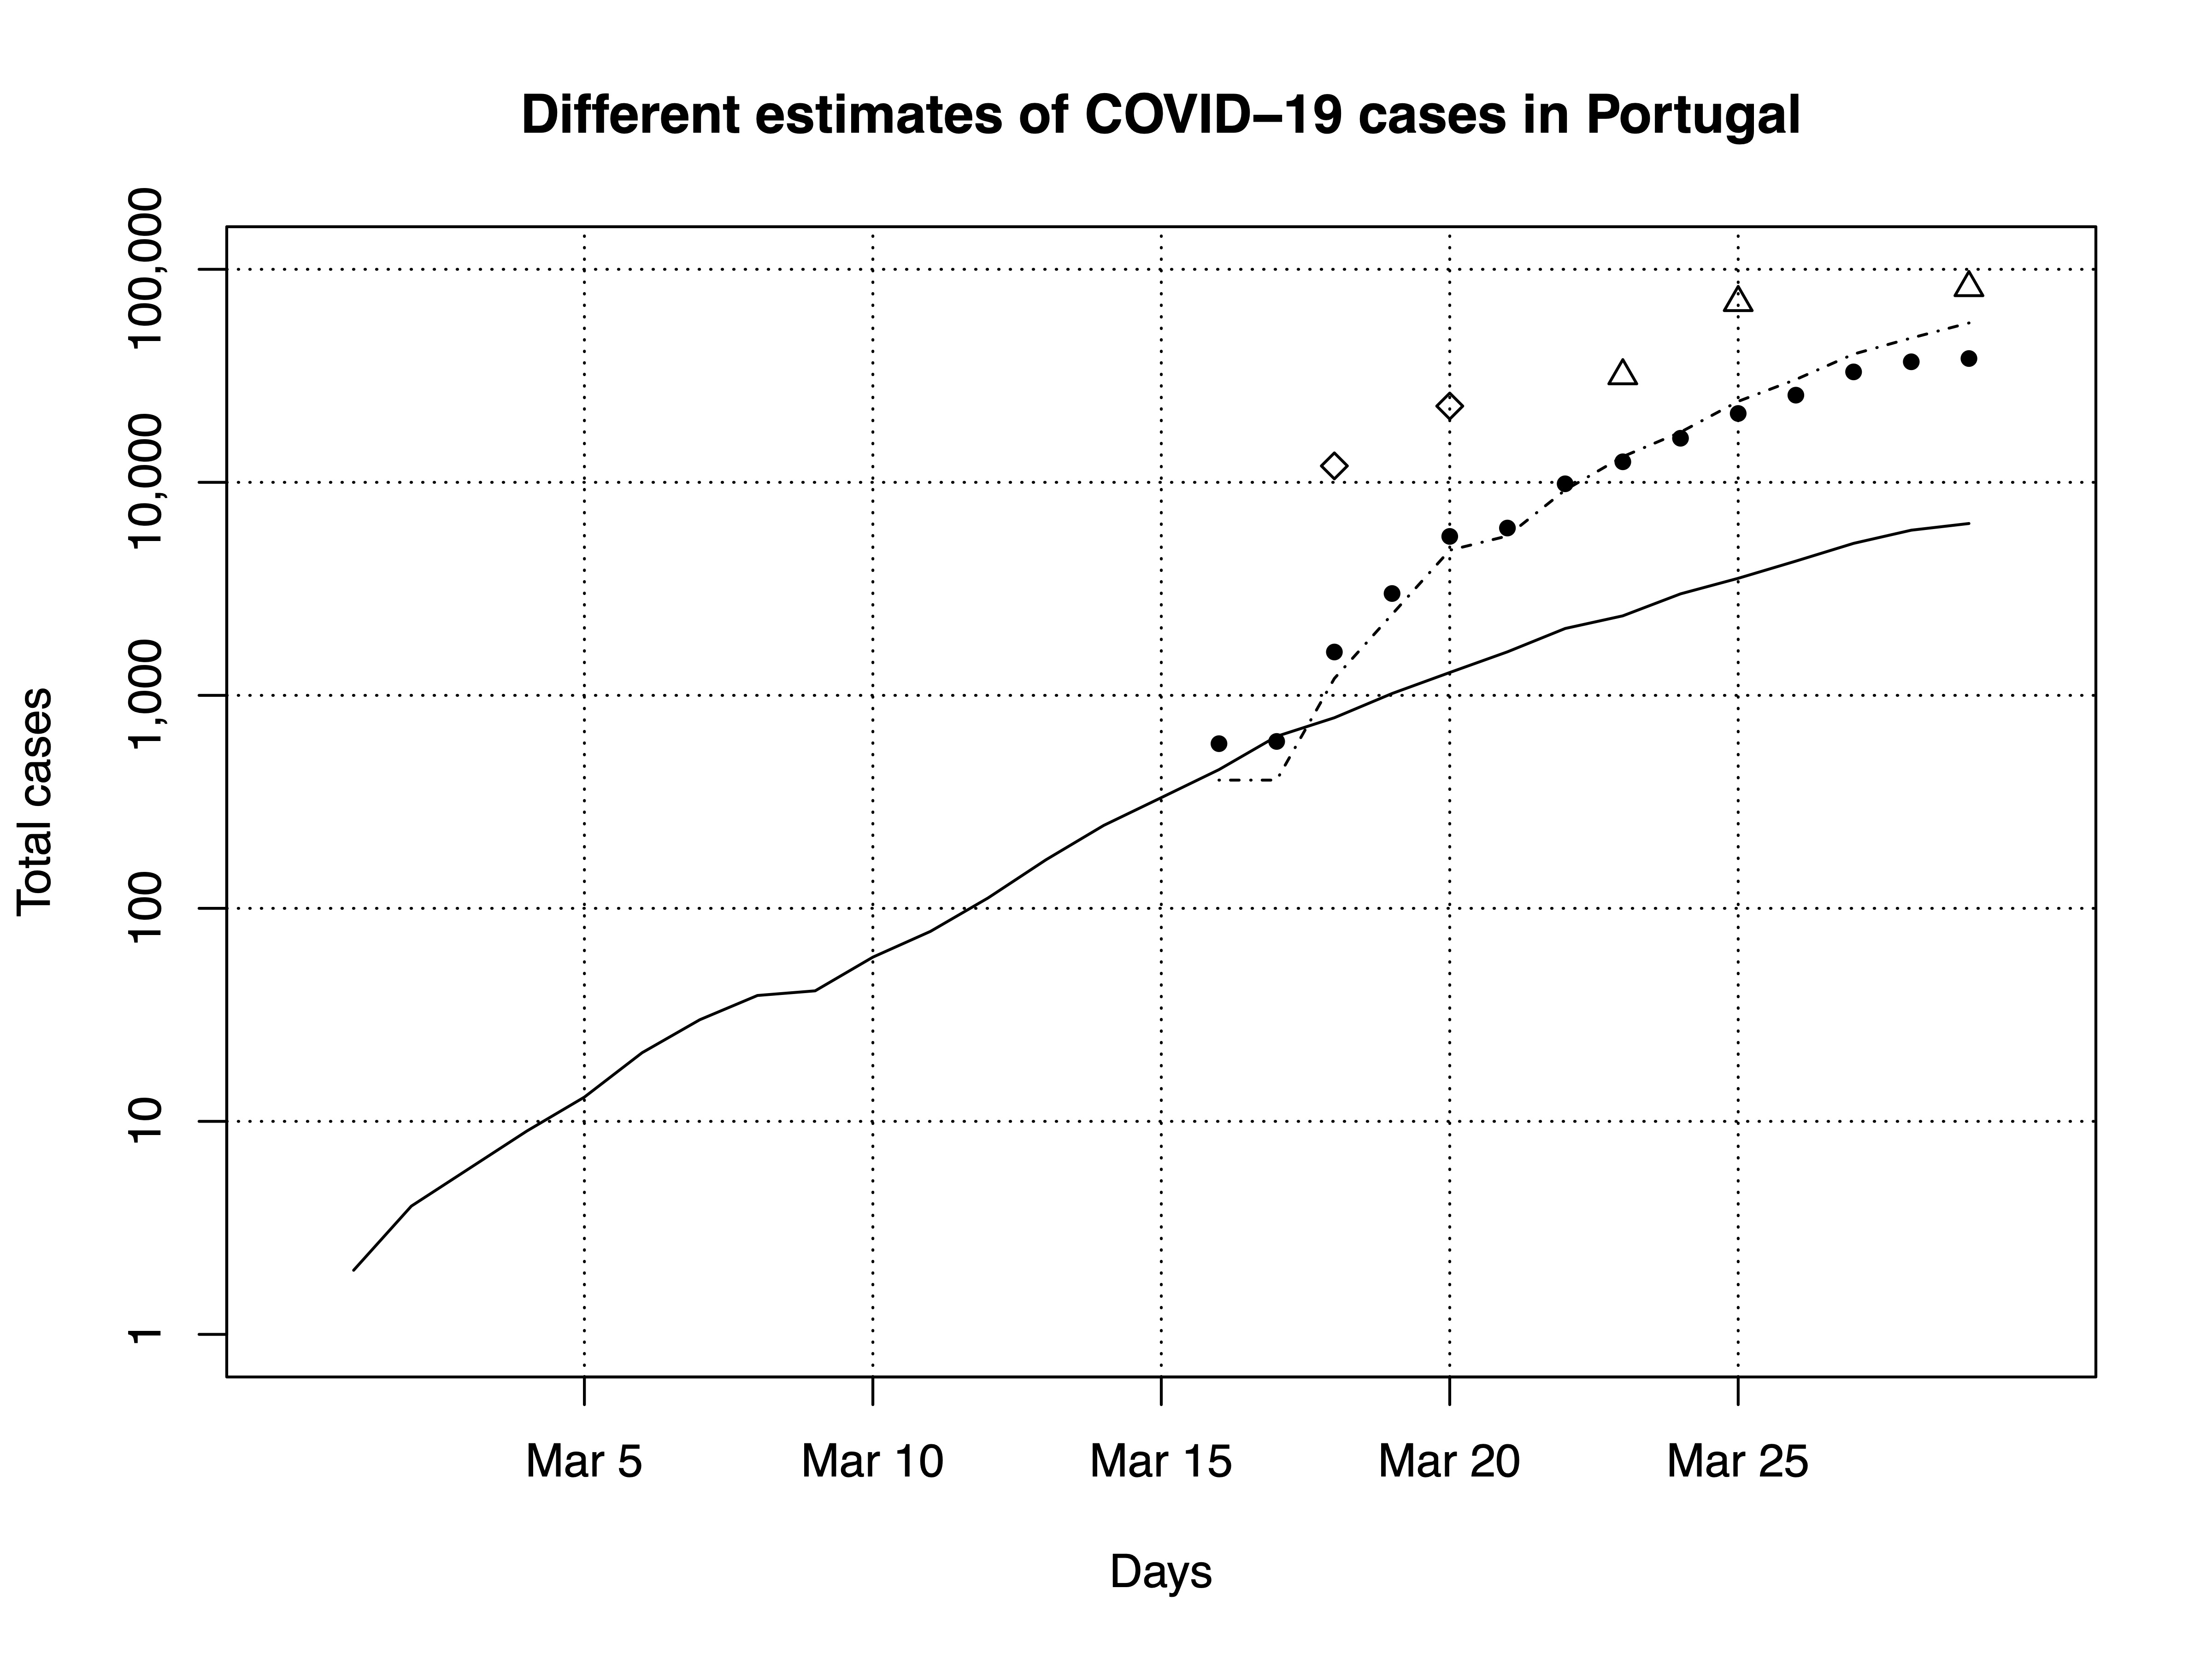 Different estimates of COVID–19 cases in Portugal
Total cases
100,000
10,000
1,000
100
10
1
Mar 5
Mar 10
Mar 15
Mar 20
Mar 25
Days